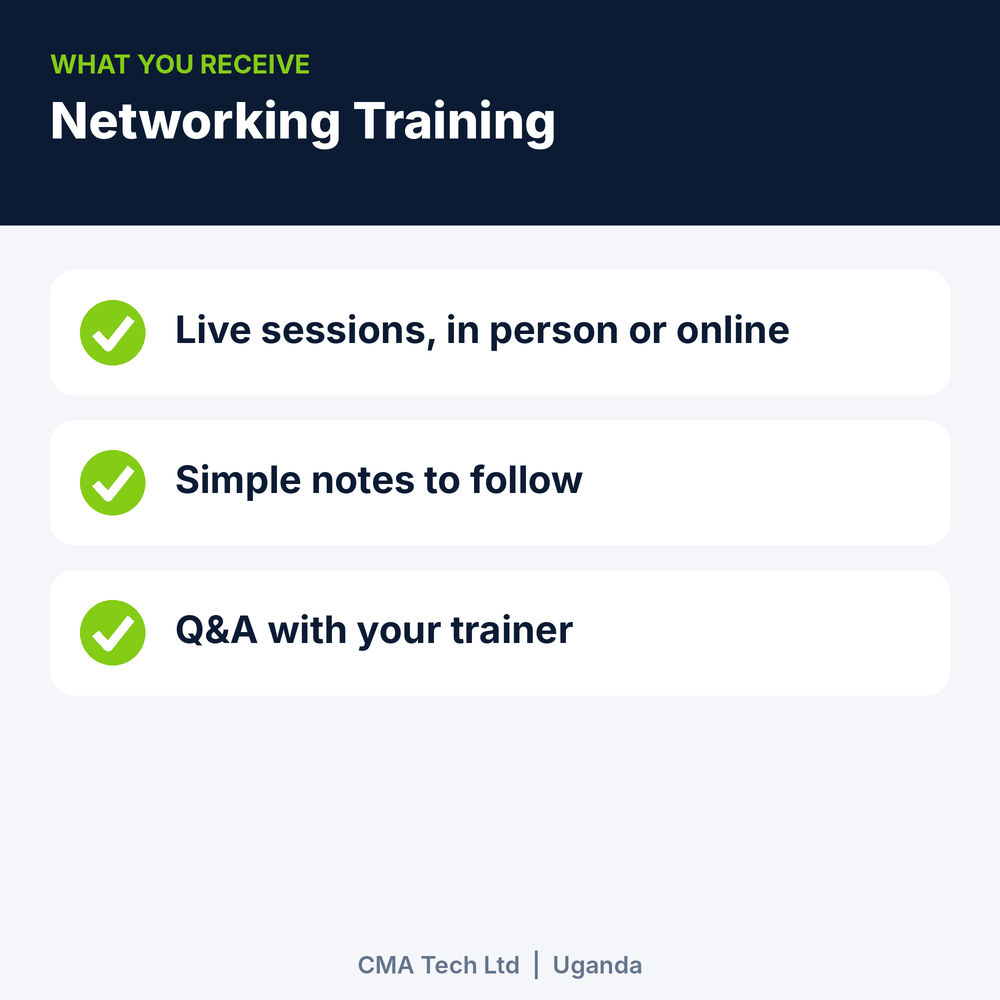 WHAT YOU RECEIVE
Networking Training
Live sessions, in person or online
Simple notes to follow
Q&A with your trainer
CMA Tech Ltd | Uganda